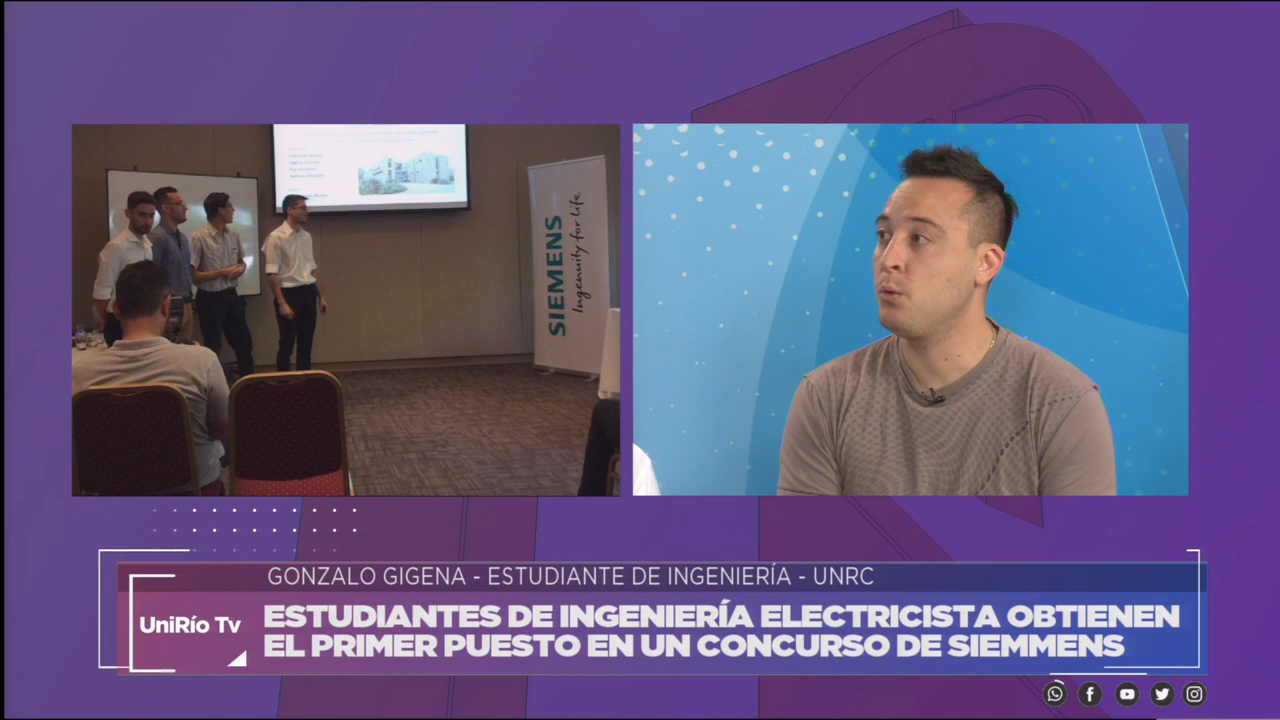 SIEMENS
Ingenuity for life
GONZALO GIGENA - ESTUDIANTE DE INGENIERÍA - UNRC
UniRío Tv
ESTUDIANTES DE INGENIERÍA ELECTRICISTA OBTIENEN
EL PRIMER PUESTO EN UN CONCURSO DE SIEMMENS